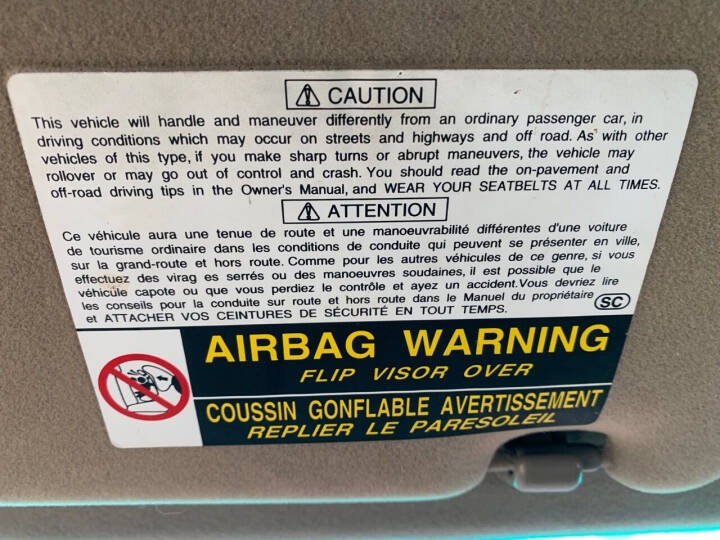 ⚠ CAUTION
This vehicle will handle and maneuver differently from an ordinary passenger car, in
driving conditions which may occur on streets and highways and off road. As with other
vehicles of this type, if you make sharp turns or abrupt maneuvers, the vehicle may
rollover or may go out of control and crash. You should read the on-pavement and
off-road driving tips in the Owner's Manual, and WEAR YOUR SEATBELTS AT ALL TIMES.
⚠ ATTENTION
Ce véhicule aura une tenue de route et une manoeuvrabilité différentes d'une voiture
de tourisme ordinaire dans les conditions de conduite qui peuvent se présenter en ville,
sur la grand-route et hors route. Comme pour les autres véhicules de ce genre, si vous
effectuez des virag es serrés ou des manoeuvres soudaines, il est possible que le
véhicule capote ou que vous perdiez le contrôle et ayez un accident. Vous devriez lire
les conseils pour la conduite sur route et hors route dans le Manuel du propriétaire
et ATTACHER VOS CEINTURES DE SÉCURITÉ EN TOUT TEMPS.
SC
AIRBAG WARNING
FLIP VISOR OVER
COUSSIN GONFLABLE AVERTISSEMENT
REPLIER LE PARESOLEIL